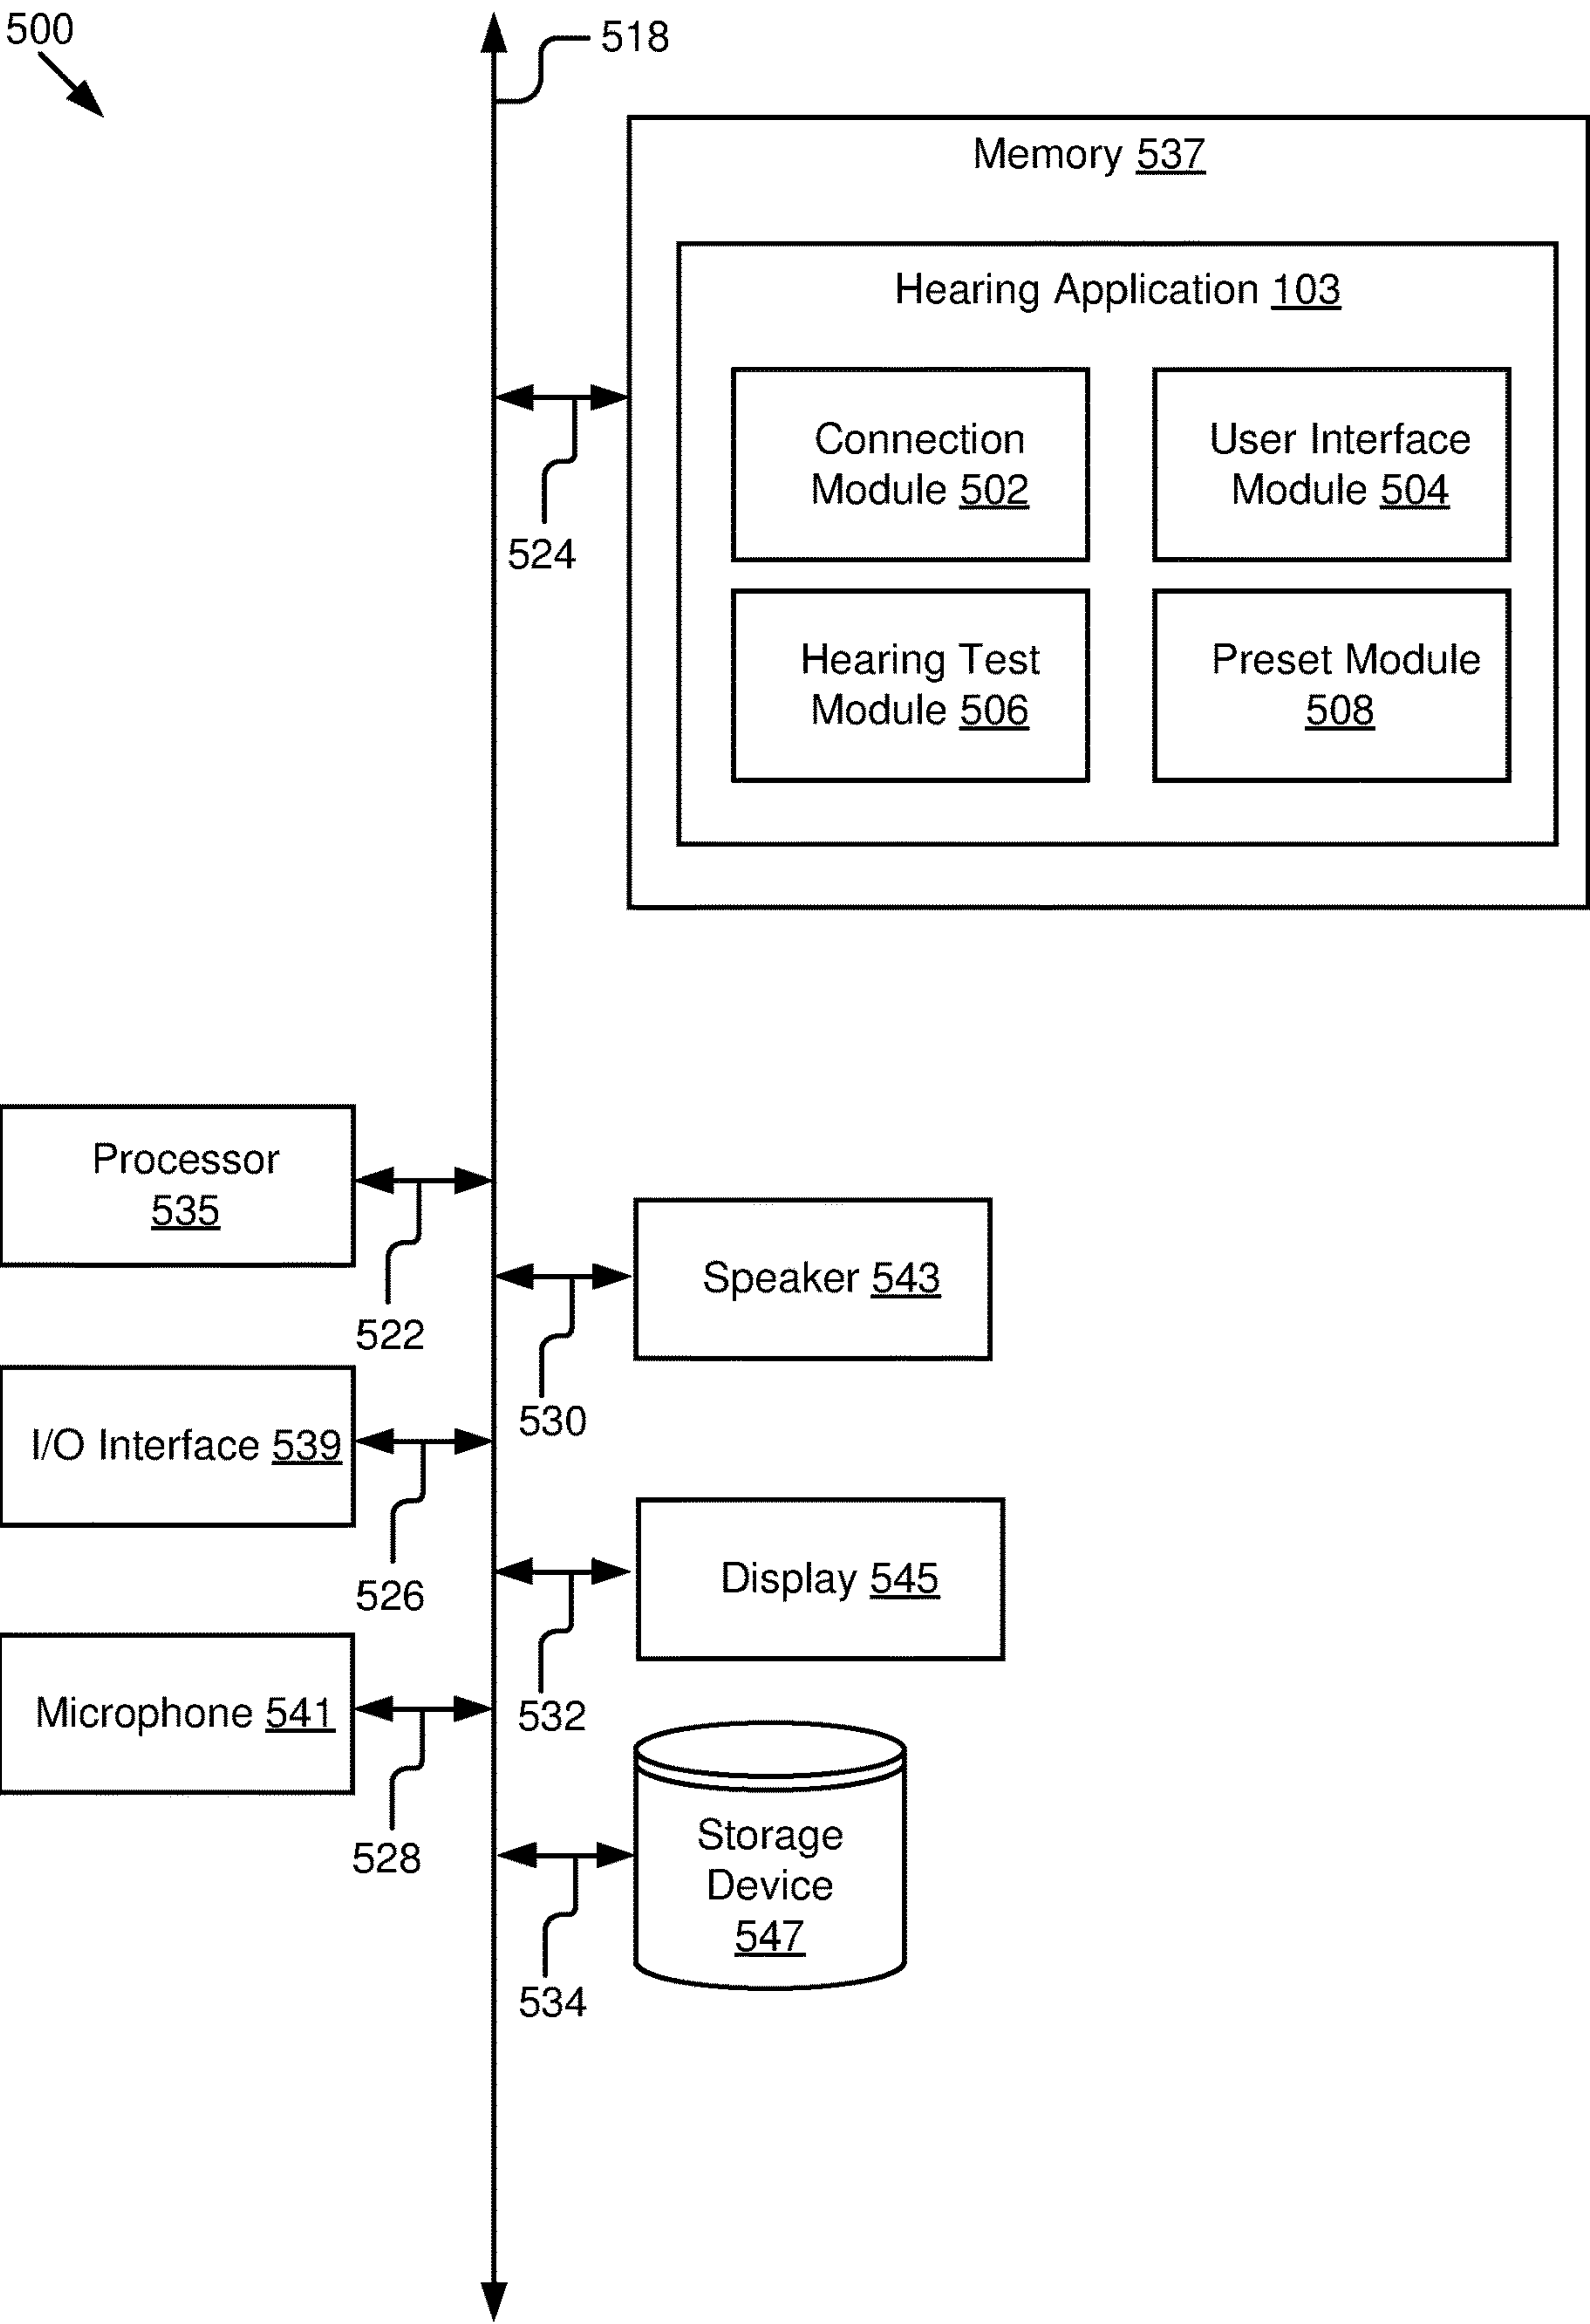 500
518
Memory 537
Hearing Application 103
Connection
Module 502
User Interface
Module 504
524
Hearing Test
Module 506
Preset Module
508
Processor
535
522
Speaker 543
530
I/O Interface 539
526
Display 545
532
Microphone 541
528
Storage
Device
547
534